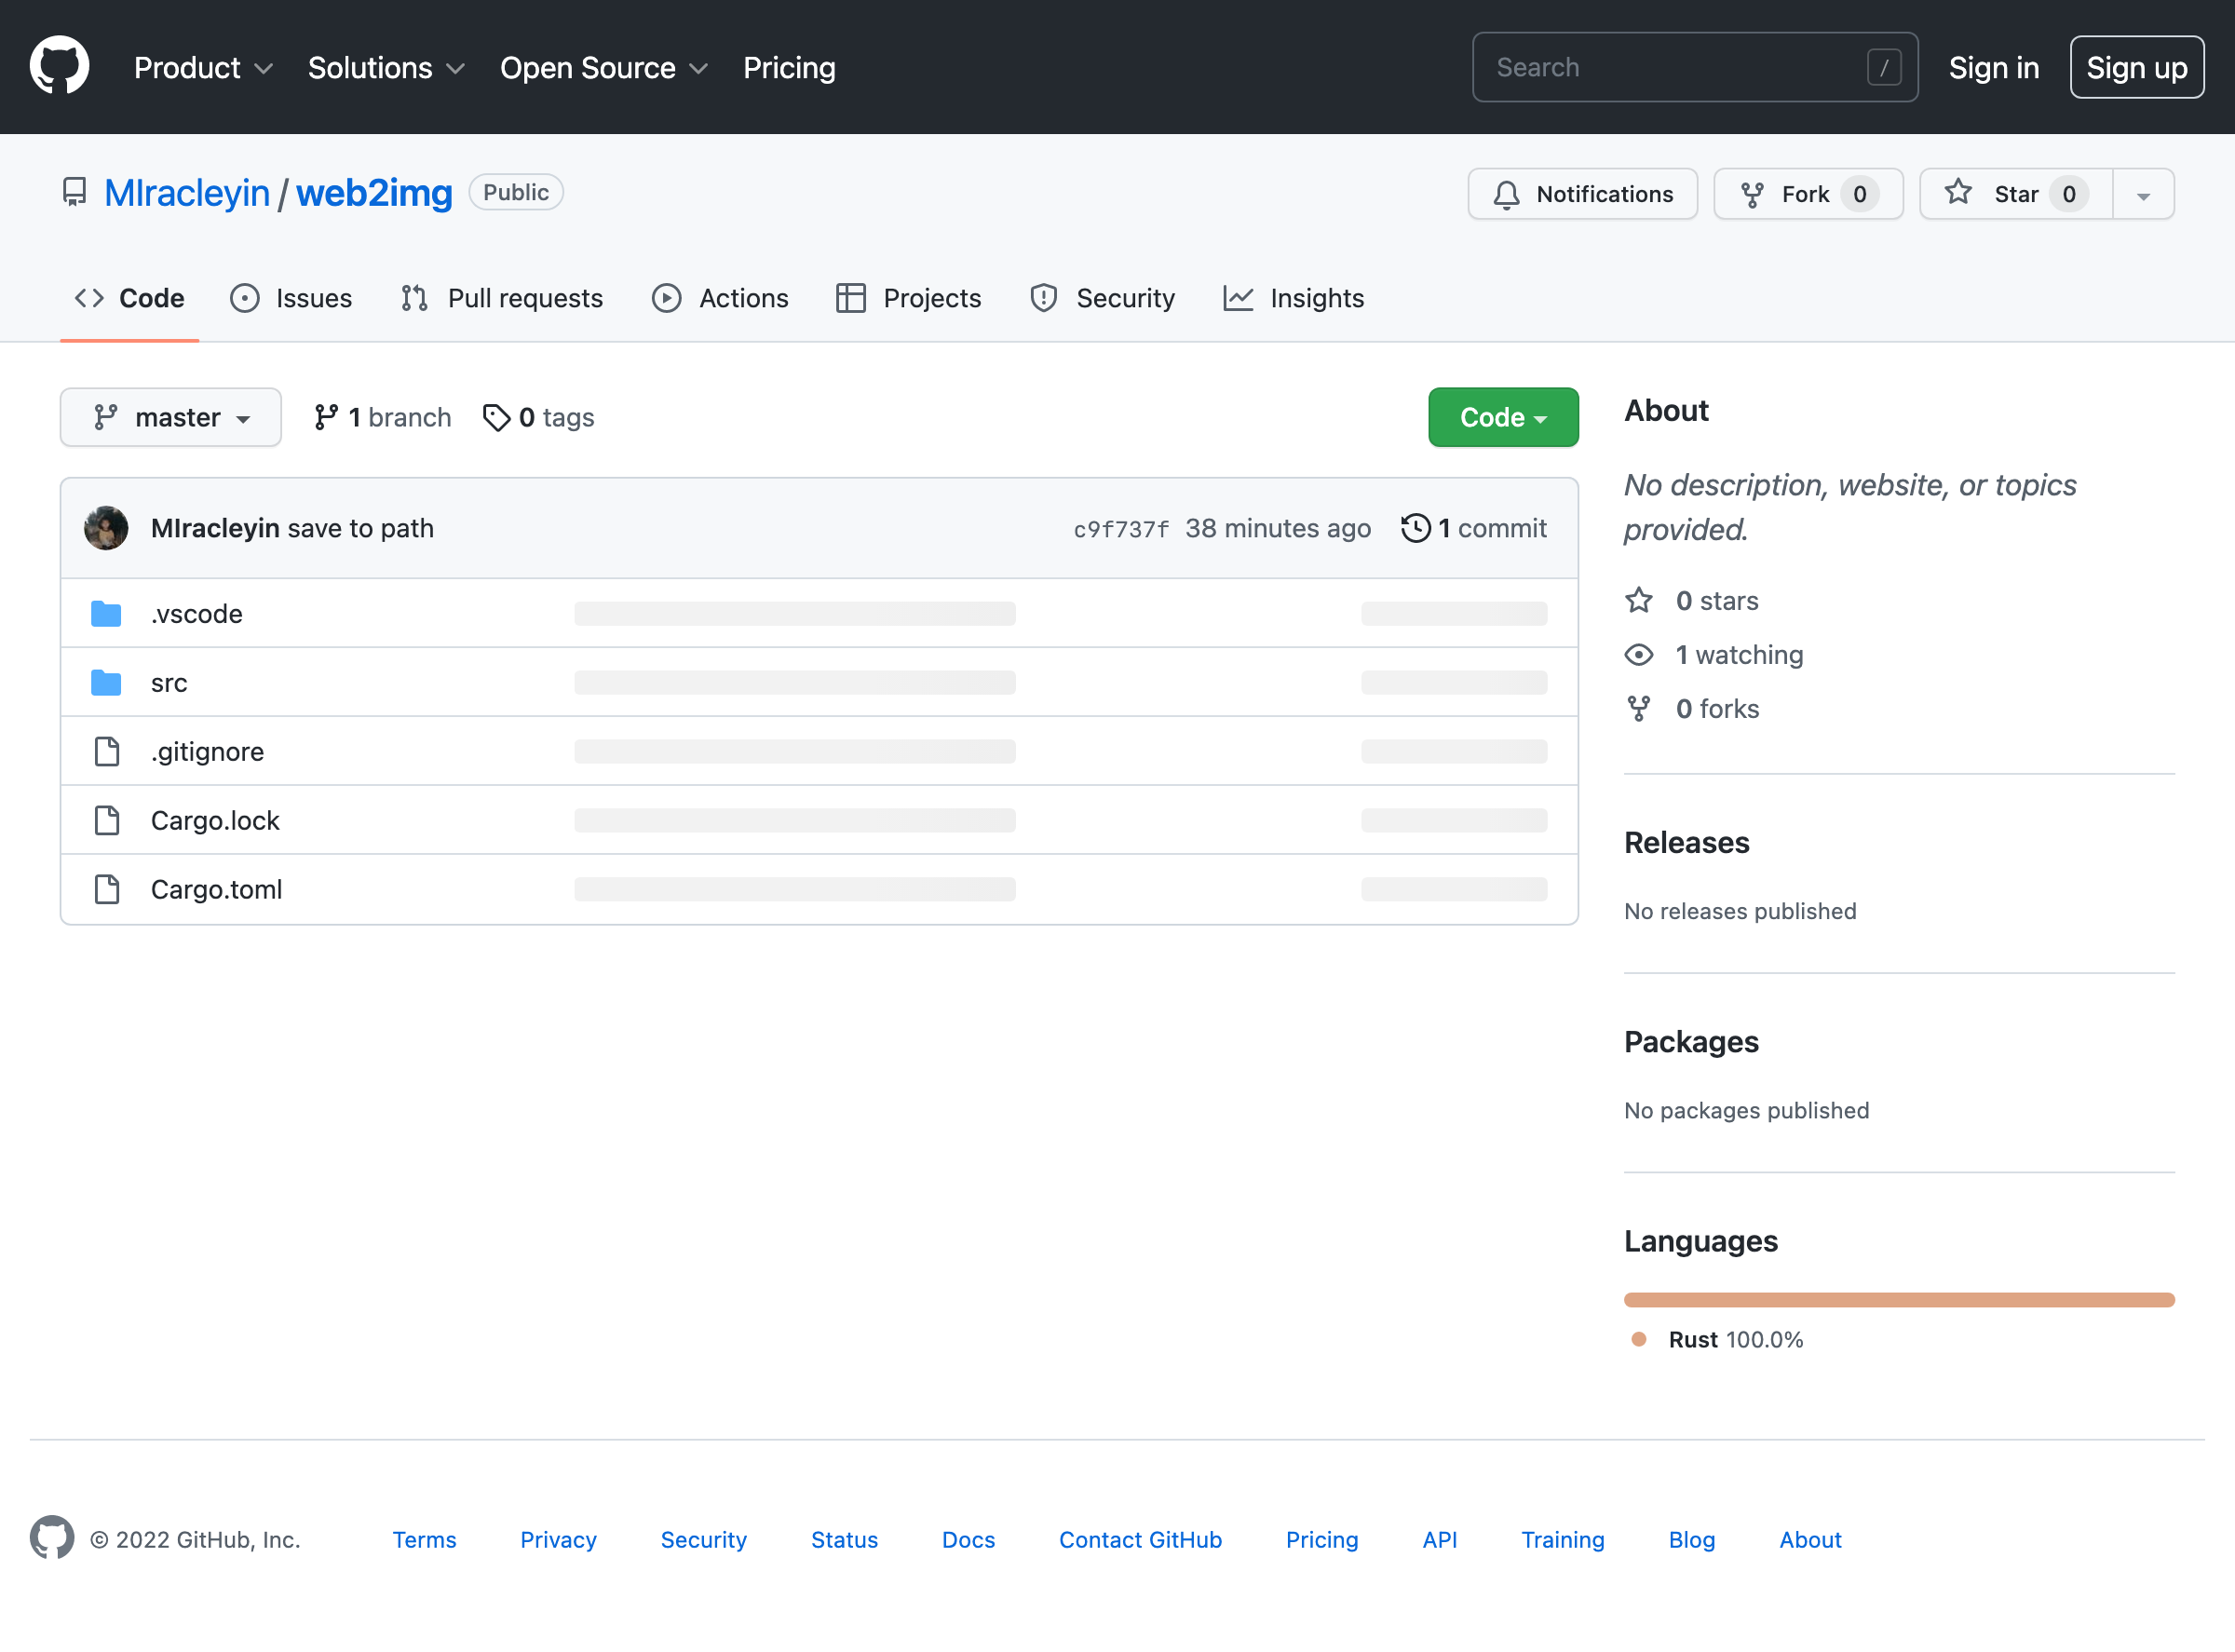 Product Solutions Open Source Pricing Search / Sign in Sign up
MIracleyin / web2img Public Notifications Fork 0 Star 0
Code Issues Pull requests Actions Projects Security Insights
master 1 branch 0 tags Code
MIracleyin save to path c9f737f 38 minutes ago 1 commit
.vscode
src
.gitignore
Cargo.lock
Cargo.toml
About
No description, website, or topics
provided.
0 stars
1 watching
0 forks
Releases
No releases published
Packages
No packages published
Languages
Rust 100.0%
© 2022 GitHub, Inc. Terms Privacy Security Status Docs Contact GitHub Pricing API Training Blog About